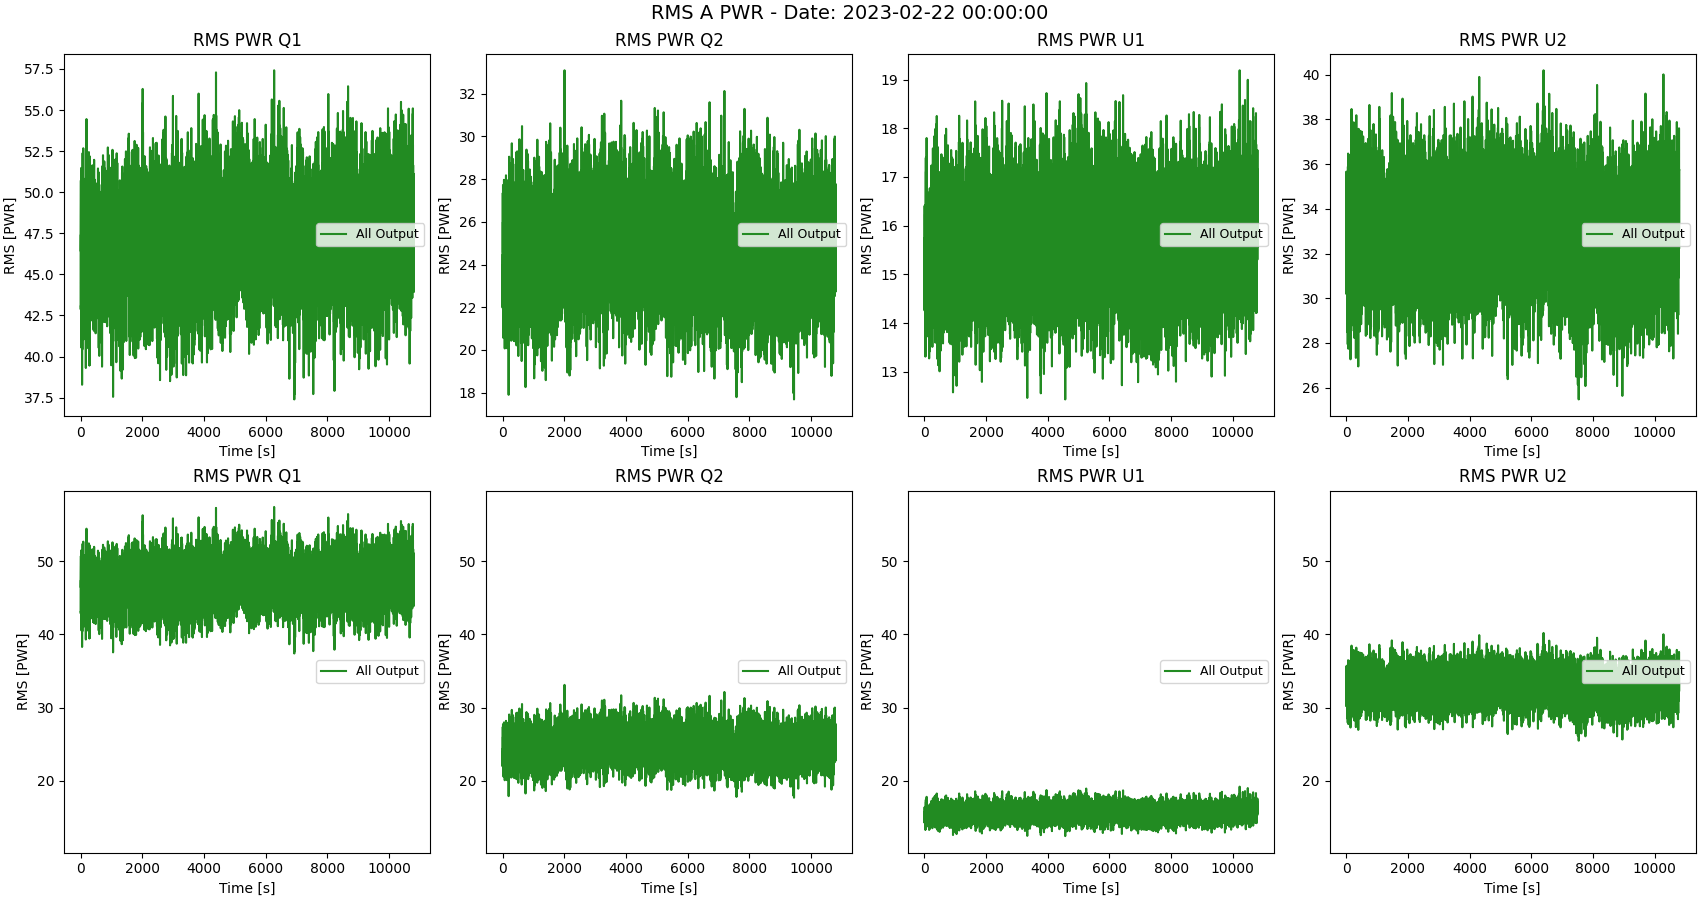 RMS A PWR - Date: 2023-02-22 00:00:00
RMS PWR Q1
RMS [PWR]
57.5
55.0
52.5
50.0
47.5
45.0
42.5
40.0
37.5
All Output
0 2000 4000 6000 8000 10000
Time [s]
RMS PWR Q2
RMS [PWR]
32
30
28
26
24
22
20
18
All Output
0 2000 4000 6000 8000 10000
Time [s]
RMS PWR U1
RMS [PWR]
19
18
17
16
15
14
13
All Output
0 2000 4000 6000 8000 10000
Time [s]
RMS PWR U2
RMS [PWR]
40
38
36
34
32
30
28
26
All Output
0 2000 4000 6000 8000 10000
Time [s]
RMS PWR Q1
RMS [PWR]
50
40
30
20
All Output
0 2000 4000 6000 8000 10000
Time [s]
RMS PWR Q2
RMS [PWR]
50
40
30
20
All Output
0 2000 4000 6000 8000 10000
Time [s]
RMS PWR U1
RMS [PWR]
50
40
30
20
All Output
0 2000 4000 6000 8000 10000
Time [s]
RMS PWR U2
RMS [PWR]
50
40
30
20
All Output
0 2000 4000 6000 8000 10000
Time [s]